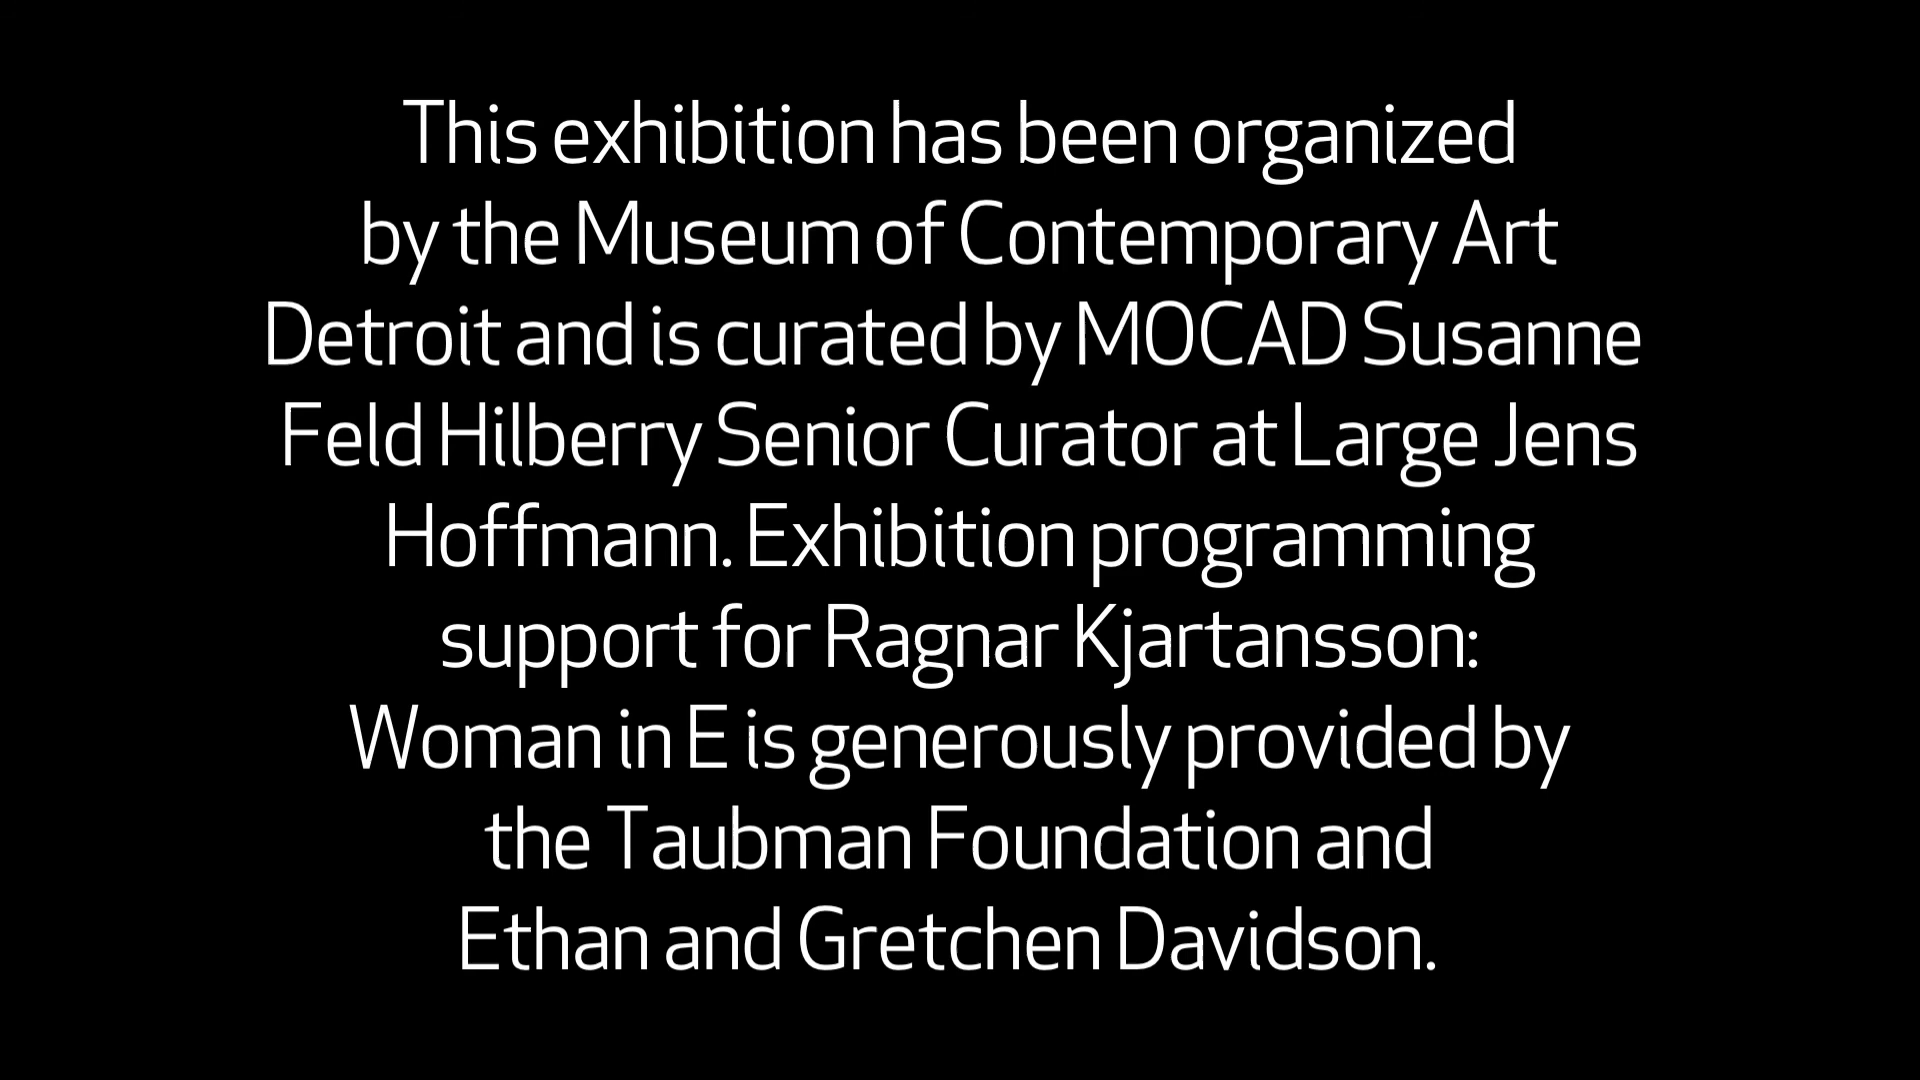 This exhibition has been organized
by the Museum of Contemporary Art
Detroit and is curated by MOCAD Susanne
Feld Hilberry Senior Curator at Large Jens
Hoffmann. Exhibition programming
support for Ragnar Kjartansson:
Woman in E is generously provided by
the Taubman Foundation and
Ethan and Gretchen Davidson.